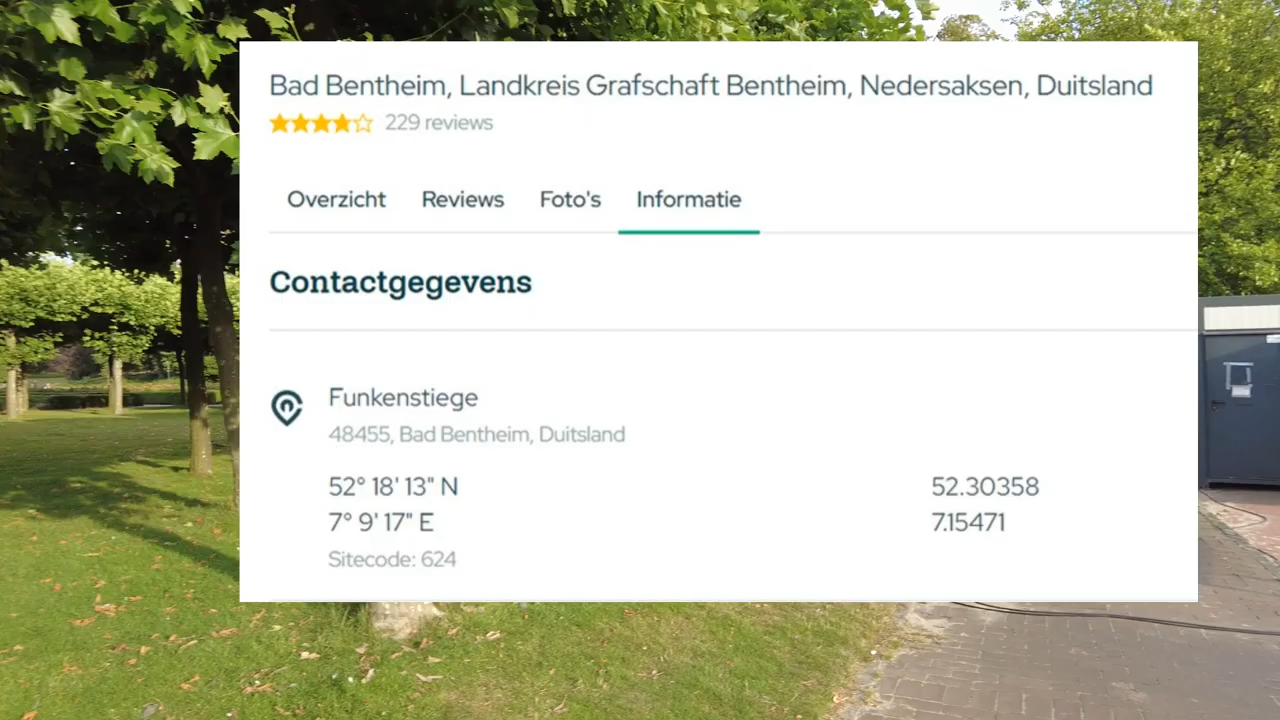 Bad Bentheim, Landkreis Grafschaft Bentheim, Nedersaksen, Duitsland
229 reviews
Overzicht Reviews Foto's Informatie
Contactgegevens
Funkenstiege
48455, Bad Bentheim, Duitsland
52° 18' 13" N 52.30358
7° 9' 17" E 7.15471
Sitecode: 624